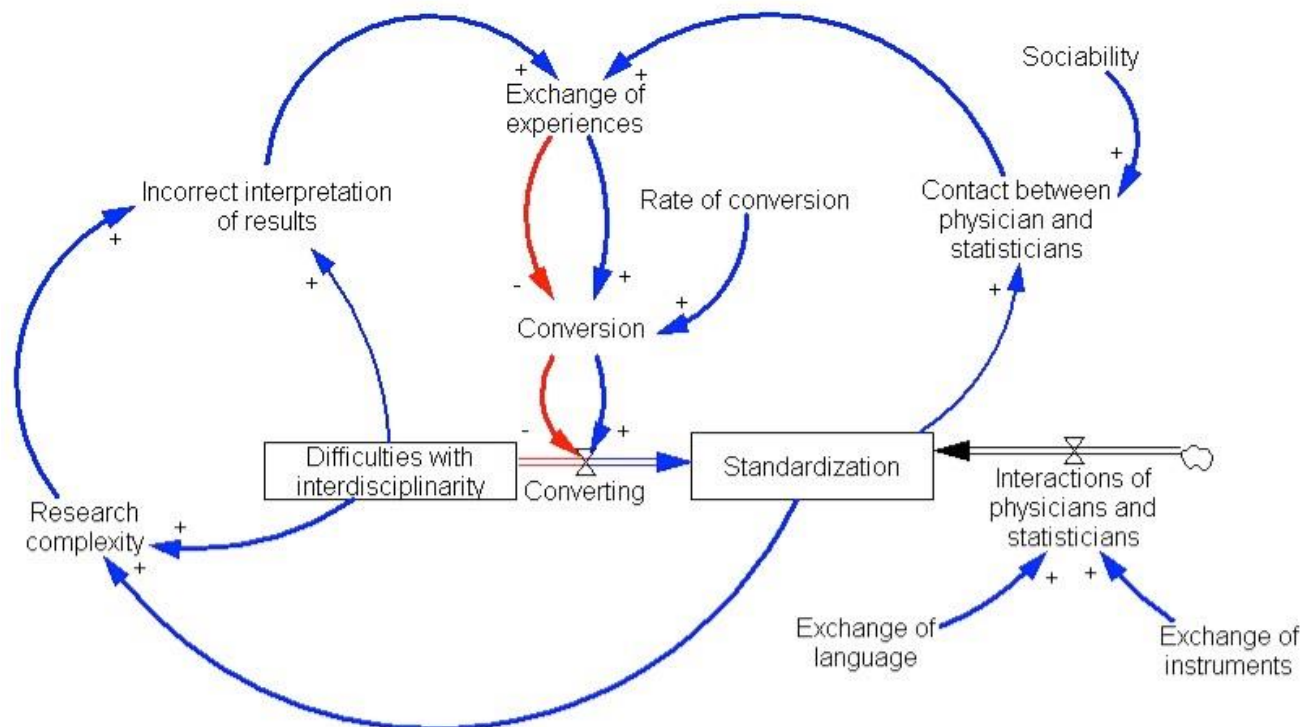 Sociability
+
+
Exchange of
experiences
+
Incorrect interpretation
of results
Rate of conversion
Contact between
physician and
statisticians
+
+
-
+
+
+
Conversion
-
+
Difficulties with
interdisciplinarity
Converting
Standardization
Interactions of
physicians and
statisticians
Research
complexity
+
+
+
+
Exchange of
language
Exchange of
instruments